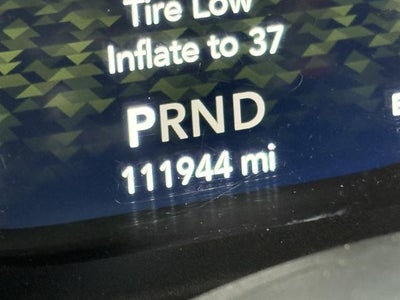 Tire Low
Inflate to 37
PRND
111944 mi